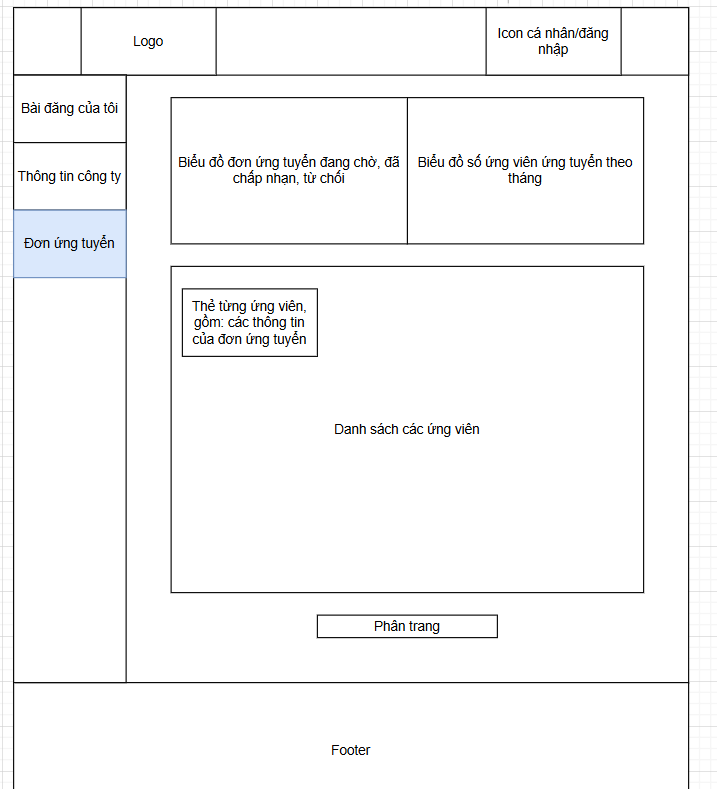 Logo
Icon cá nhân/đăng
nhập
Bài đăng của tôi
Thông tin công ty
Đơn ứng tuyển
Biểu đồ đơn ứng tuyển đang chờ, đã
chấp nhạn, từ chối
Biểu đồ số ứng viên ứng tuyển theo
tháng
Thẻ từng ứng viên,
gồm: các thông tin
của đơn ứng tuyển
Danh sách các ứng viên
Phân trang
Footer